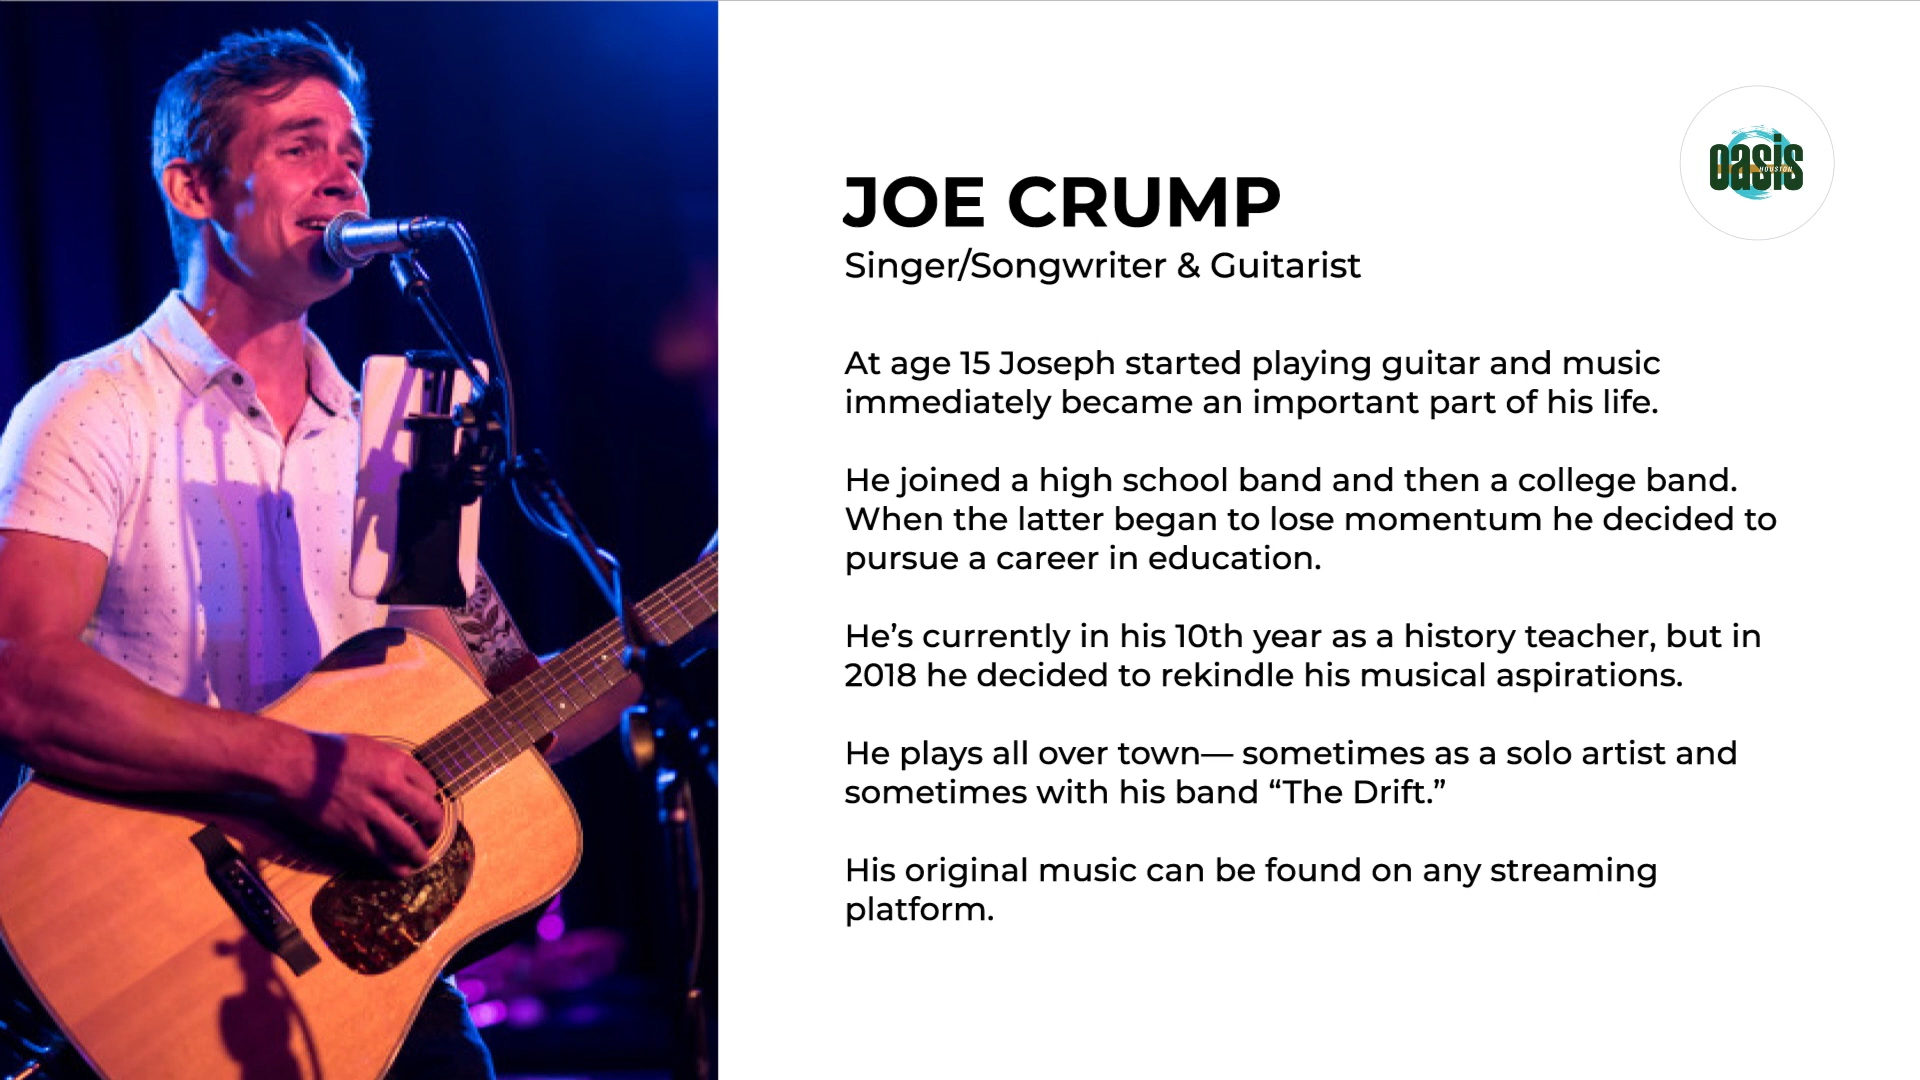 oasis
HOUSTON
JOE CRUMP
Singer/Songwriter & Guitarist
At age 15 Joseph started playing guitar and music
immediately became an important part of his life.
He joined a high school band and then a college band.
When the latter began to lose momentum he decided to
pursue a career in education.
He’s currently in his 10th year as a history teacher, but in
2018 he decided to rekindle his musical aspirations.
He plays all over town— sometimes as a solo artist and
sometimes with his band “The Drift.”
His original music can be found on any streaming
platform.